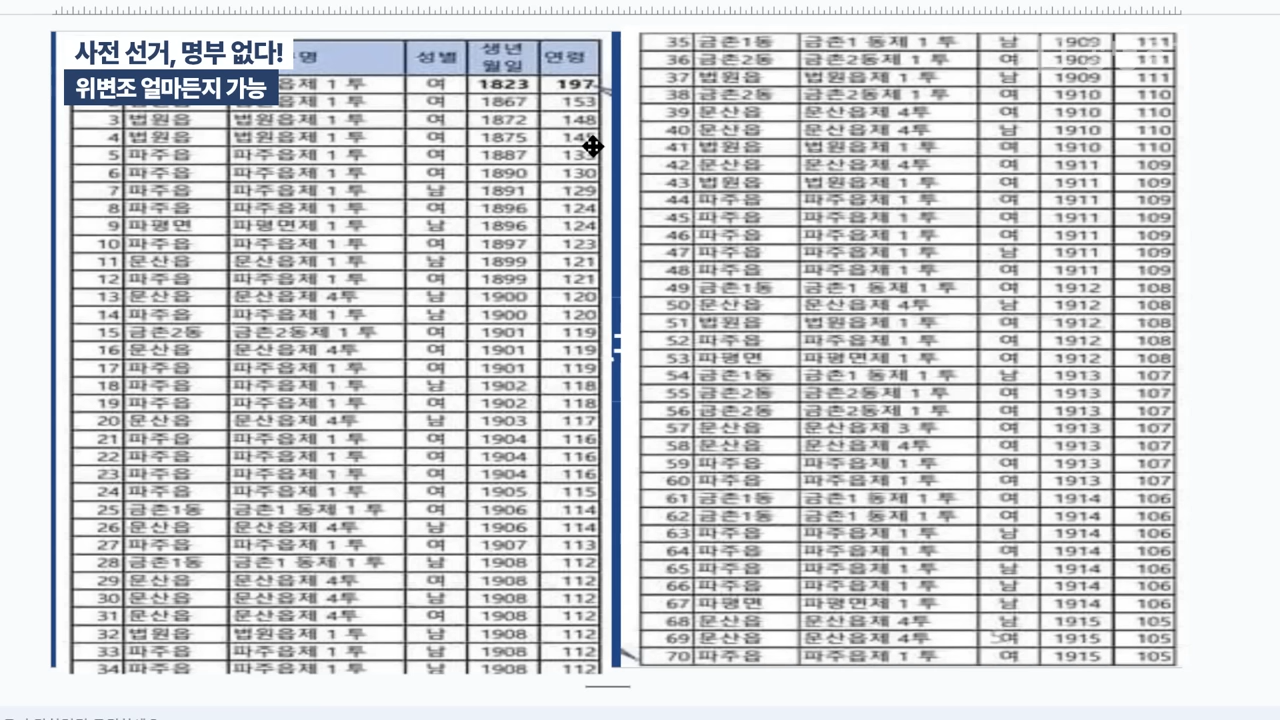 사전 선거, 명부 없다!
위변조 얼마든지 가능
명 성별 생년월일 연령
읍제 1 투 여 1823 197
여 1867 153
3 법원읍 법원읍제 1 투 여 1872 148
4 법원읍 법원읍제 1 투 여 1875
5 파주읍 파주읍제 1 투 여 1887
6 파주읍 파주읍제 1 투 여 1890 130
7 파주읍 파주읍제 1 투 남 1891 129
8 파주읍 파주읍제 1 투 여 1896 124
9 파평면 파평면제 1 투 남 1896 124
10 파주읍 파주읍제 1 투 여 1897 123
11 문산읍 문산읍제 1 투 남 1899 121
12 파주읍 파주읍제 1 투 여 1899 121
13 문산읍 문산읍제 4투 남 1900 120
14 파주읍 파주읍제 1 투 남 1900 120
15 금촌2동 금촌2동제 1 투 여 1901 119
16 문산읍 문산읍제 4투 여 1901 119
17 파주읍 파주읍제 1 투 여 1901 119
18 파주읍 파주읍제 1 투 남 1902 118
19 파주읍 파주읍제 1 투 여 1902 118
20 문산읍 문산읍제 4투 남 1903 117
21 파주읍 파주읍제 1 투 여 1904 116
22 파주읍 파주읍제 1 투 여 1904 116
23 파주읍 파주읍제 1 투 여 1904 116
24 파주읍 파주읍제 1 투 남 1905 115
25 금촌1동 금촌1 동제 1 투 여 1906 114
26 문산읍 문산읍제 4투 남 1906 114
27 파주읍 파주읍제 1 투 여 1907 113
28 금촌1동 금촌1 동제 1 투 남 1908 112
29 문산읍 문산읍제 4투 여 1908 112
30 문산읍 문산읍제 4투 남 1908 112
31 문산읍 문산읍제 4투 여 1908 112
32 법원읍 법원읍제 1 투 남 1908 112
33 파주읍 파주읍제 1 투 남 1908 112
34 파주읍 파주읍제 1 투 남 1908 112
35 금촌1동 금촌1 동제 1 투 남 1909 111
36 금촌2동 금촌2동제 1 투 여 1909 111
37 법원읍 법원읍제 1 투 남 1909 111
38 금촌2동 금촌2동제 1 투 여 1910 110
39 문산읍 문산읍제 4투 여 1910 110
40 문산읍 문산읍제 4투 남 1910 110
41 법원읍 법원읍제 1 투 여 1910 110
42 문산읍 문산읍제 4투 여 1911 109
43 법원읍 법원읍제 1 투 여 1911 109
44 파주읍 파주읍제 1 투 여 1911 109
45 파주읍 파주읍제 1 투 여 1911 109
46 파주읍 파주읍제 1 투 여 1911 109
47 파주읍 파주읍제 1 투 남 1911 109
48 파주읍 파주읍제 1 투 여 1911 109
49 금촌1동 금촌1 동제 1 투 여 1912 108
50 문산읍 문산읍제 4투 남 1912 108
51 법원읍 법원읍제 1 투 여 1912 108
52 파주읍 파주읍제 1 투 여 1912 108
53 파평면 파평면제 1 투 여 1912 108
54 금촌1동 금촌1 동제 1 투 남 1913 107
55 금촌2동 금촌2동제 1 투 여 1913 107
56 금촌2동 금촌2동제 1 투 여 1913 107
57 문산읍 문산읍제 3 투 여 1913 107
58 문산읍 문산읍제 4투 여 1913 107
59 파주읍 파주읍제 1 투 여 1913 107
60 파주읍 파주읍제 1 투 남 1913 107
61 금촌1동 금촌1 동제 1 투 여 1914 106
62 금촌1동 금촌1 동제 1 투 여 1914 106
63 파주읍 파주읍제 1 투 남 1914 106
64 파주읍 파주읍제 1 투 여 1914 106
65 파주읍 파주읍제 1 투 남 1914 106
66 파주읍 파주읍제 1 투 남 1914 106
67 파평면 파평면제 1 투 남 1914 106
68 문산읍 문산읍제 4투 남 1915 105
69 문산읍 문산읍제 4투 여 1915 105
70 파주읍 파주읍제 1 투 여 1915 105